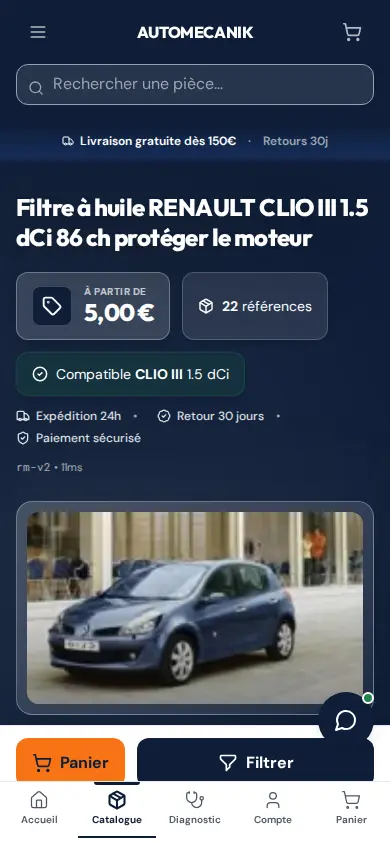 AUTOMECANIK
Rechercher une pièce...
Livraison gratuite dès 150€ · Retours 30j
Filtre à huile RENAULT CLIO III 1.5
dCi 86 ch protéger le moteur
À PARTIR DE
5,00 €
22 références
Compatible CLIO III 1.5 dCi
Expédition 24h • Retour 30 jours •
Paiement sécurisé
rm-v2 • 11ms
Panier
Filtrer
Accueil
Catalogue
Diagnostic
Compte
Panier